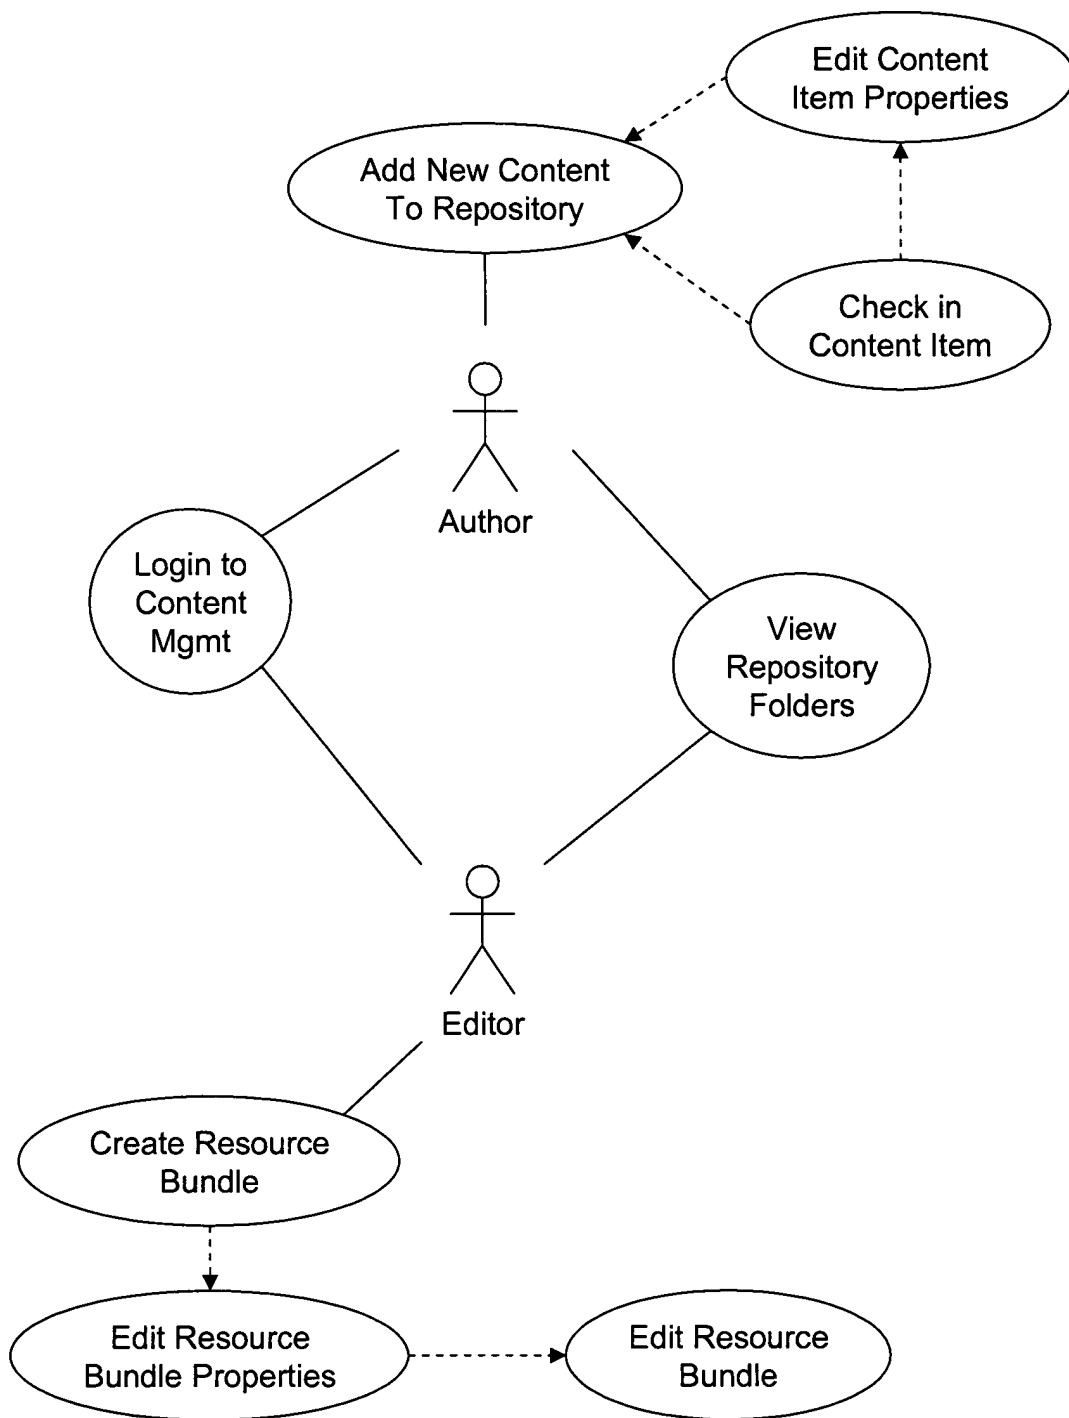 Edit Content
Item Properties
Add New Content
To Repository
Check in
Content Item
Author
Login to
Content
Mgmt
View
Repository
Folders
Editor
Create Resource
Bundle
Edit Resource
Bundle Properties
Edit Resource
Bundle